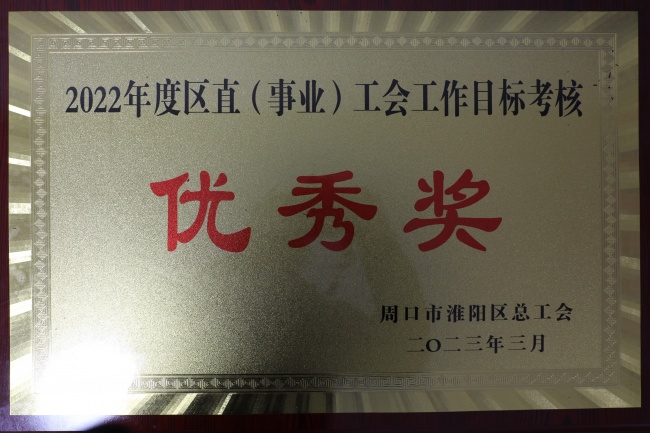 2022年度区直（事业）工会工作目标考核
优秀奖
周口市淮阳区总工会
二〇二三年三月